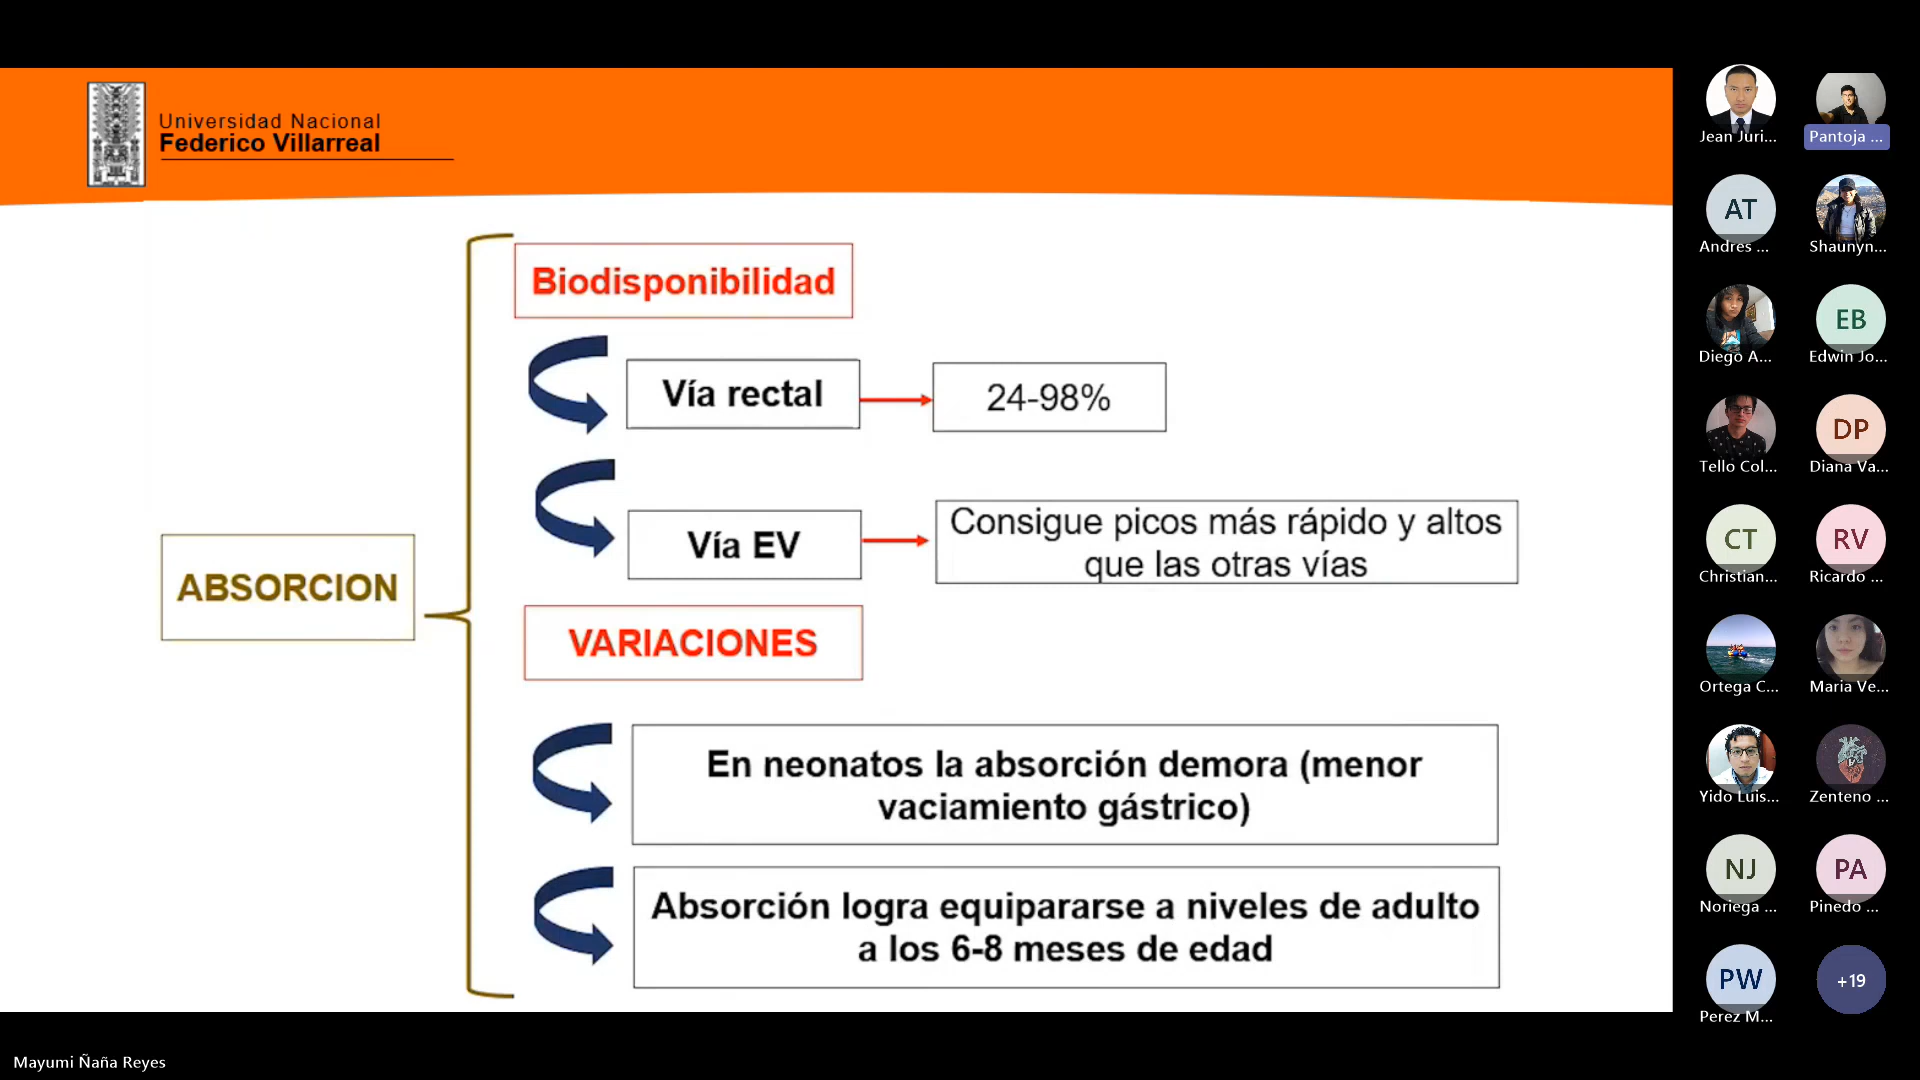 Universidad Nacional
Federico Villarreal
ABSORCION
Biodisponibilidad
Vía rectal
24-98%
Vía EV
Consigue picos más rápido y altos
que las otras vías
VARIACIONES
En neonatos la absorción demora (menor
vaciamiento gástrico)
Absorción logra equipararse a niveles de adulto
a los 6-8 meses de edad
Jean Juri...
Pantoja ...
AT
Andres ...
Shaunyn...
Diego A...
EB
Edwin Jo...
Tello Col...
DP
Diana Va...
CT
Christian...
RV
Ricardo ...
Ortega C...
Maria Ve...
Yido Luis...
Zenteno ...
NJ
Noriega ...
PA
Pinedo ...
PW
Perez M...
+19
Mayumi Ñaña Reyes